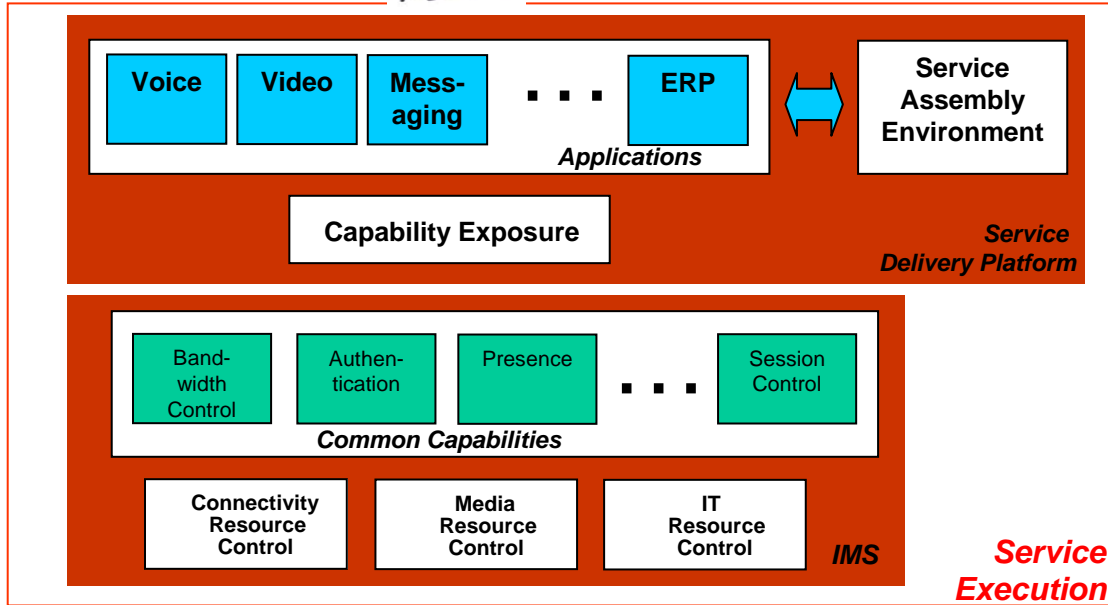 Voice
Video
Mess-
aging
. . .
ERP
Applications
Service
Assembly
Environment
Capability Exposure
Service
Delivery Platform
Band-
width
Control
Authen-
tication
Presence
. . .
Session
Control
Common Capabilities
Connectivity
Resource
Control
Media
Resource
Control
IT
Resource
Control
IMS
Service
Execution